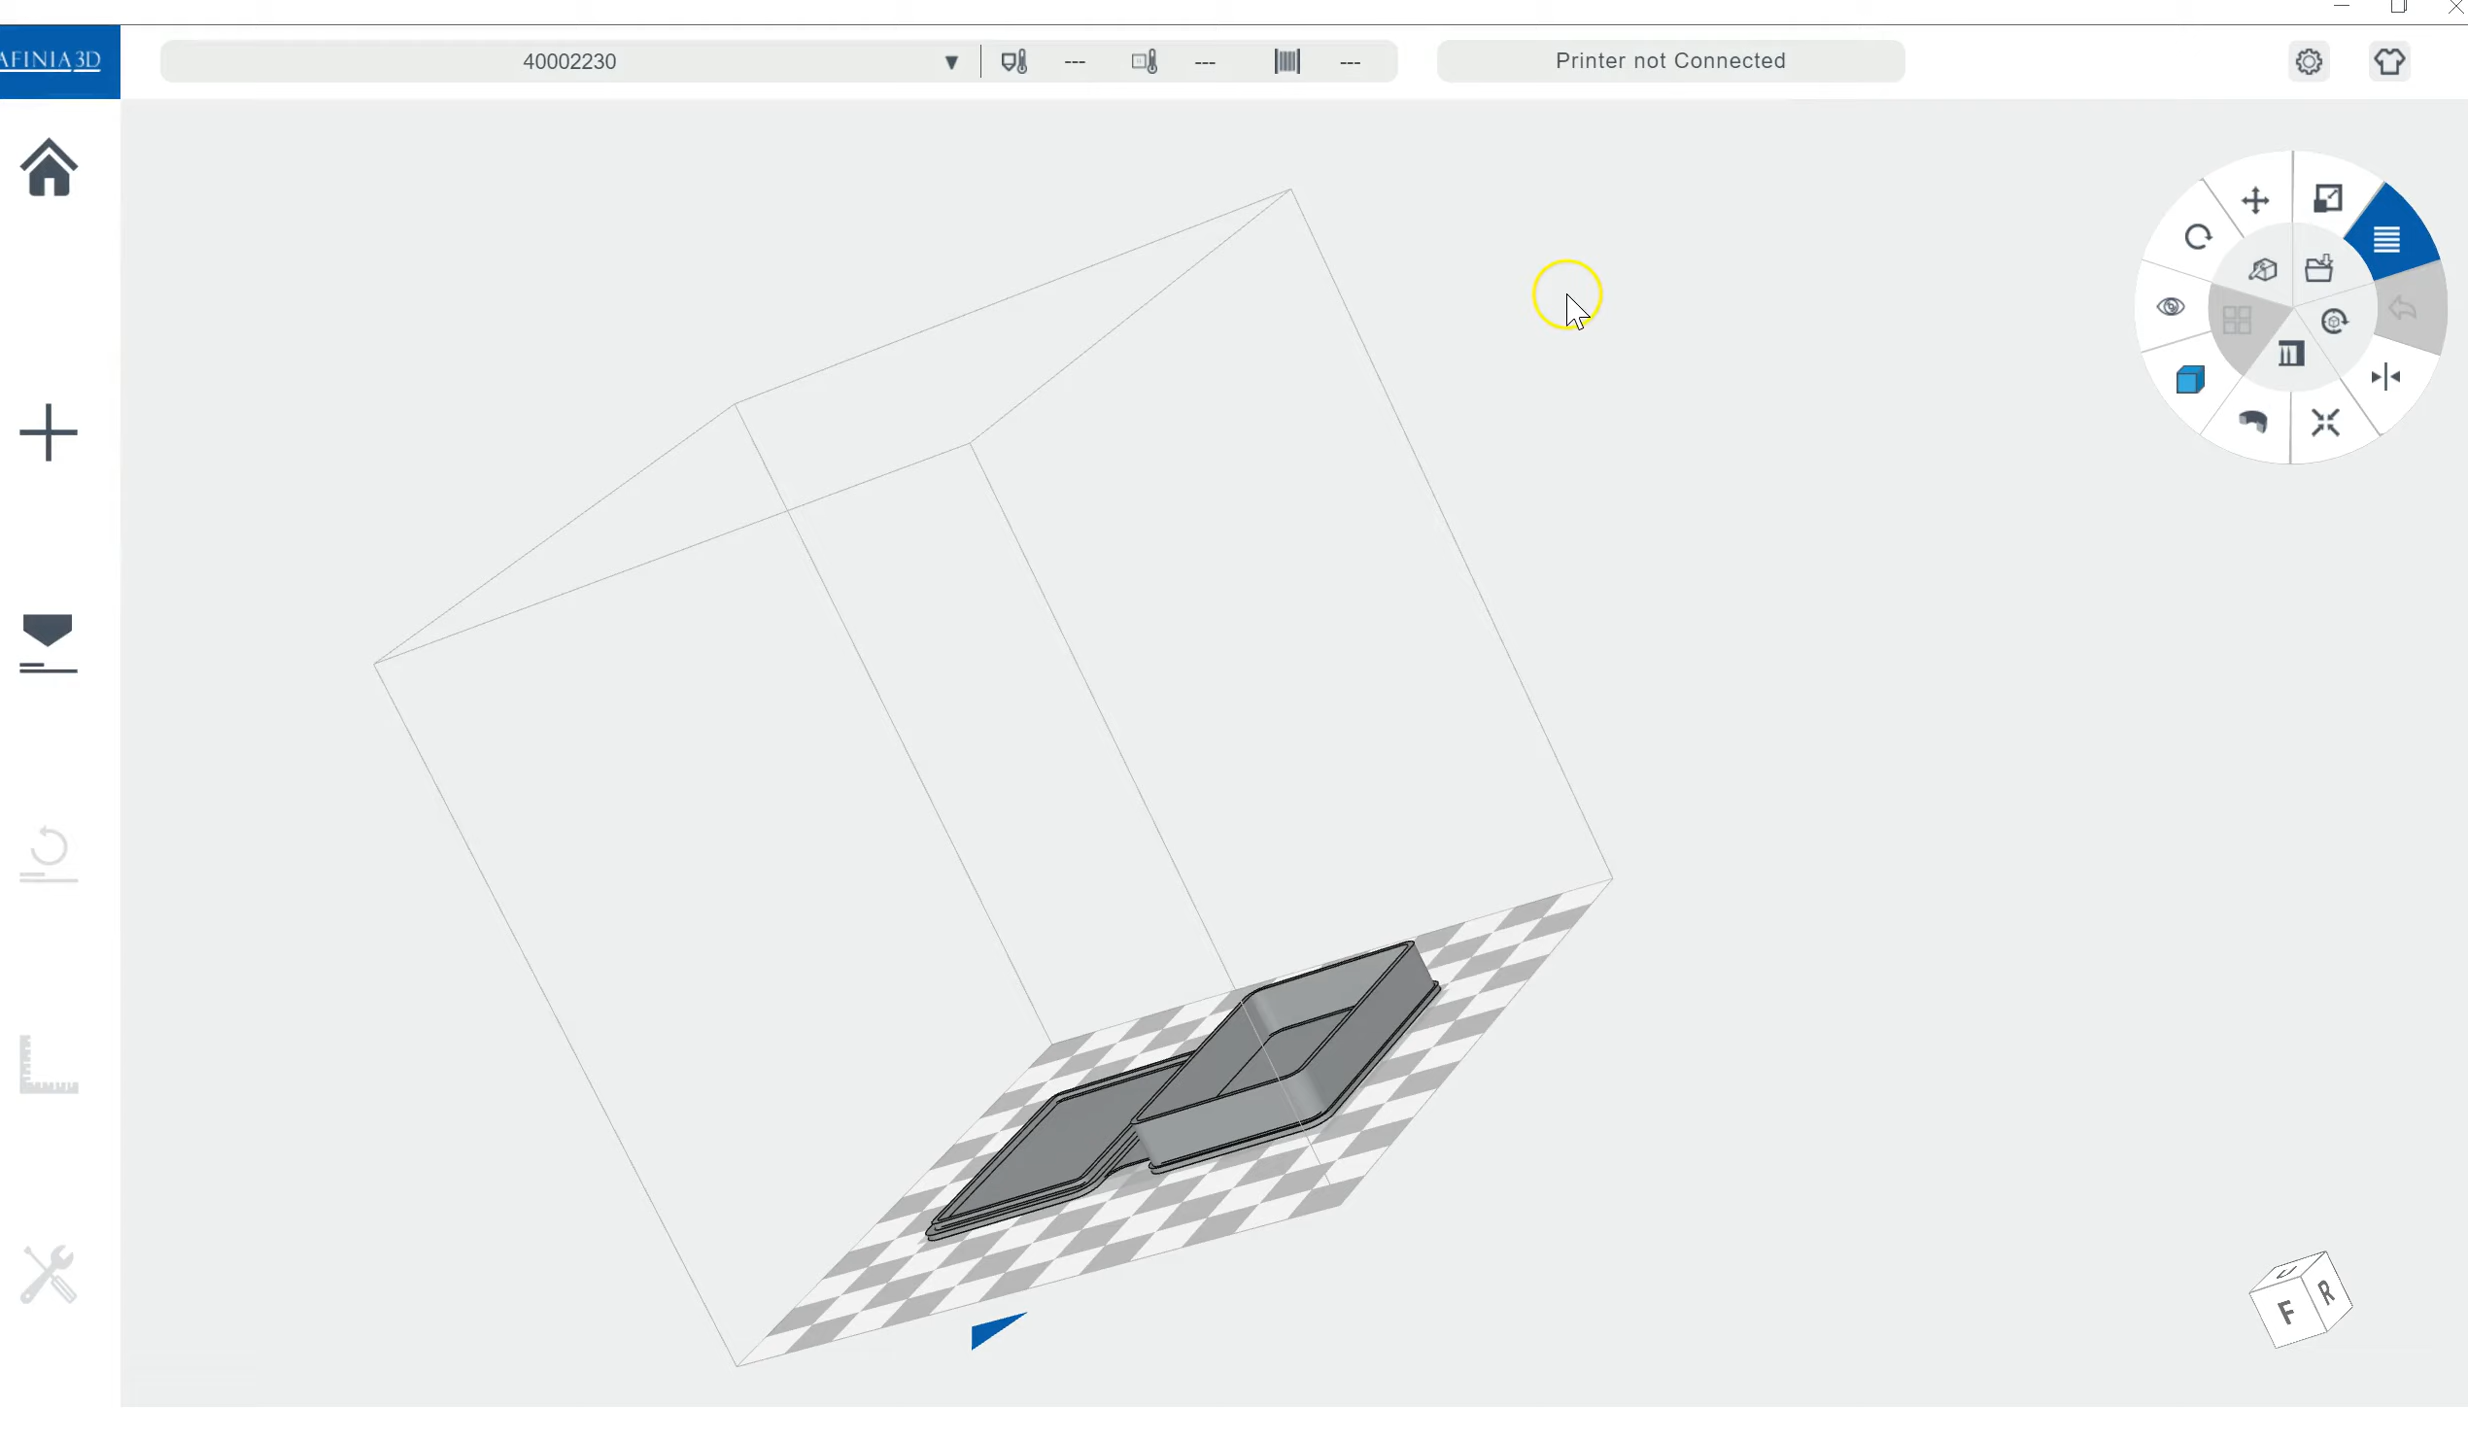 AFINIA3D
40002230
---
---
---
Printer not Connected
U
F
R